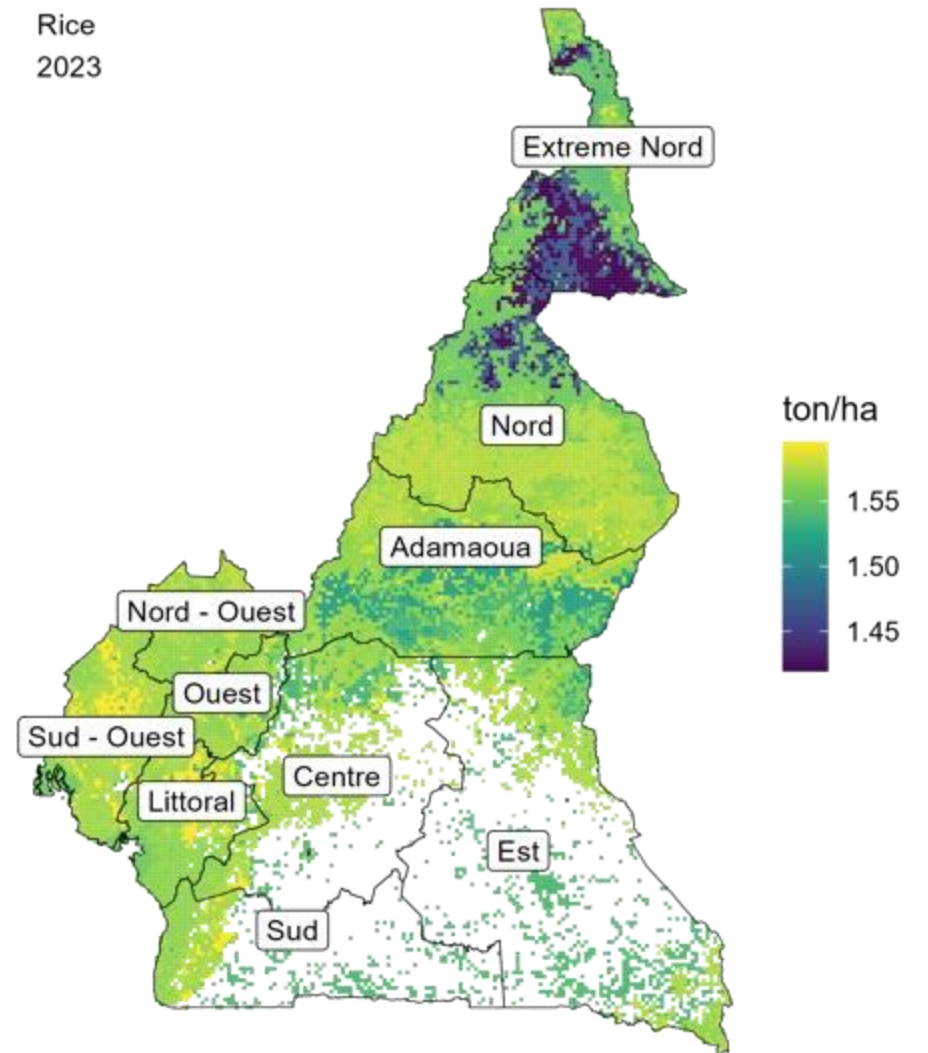 Rice
2023
Extreme Nord
Nord
ton/ha
1.55
Adamaoua
1.50
Nord - Ouest
1.45
Ouest
Sud - Ouest
Centre
Littoral
Est
Sud